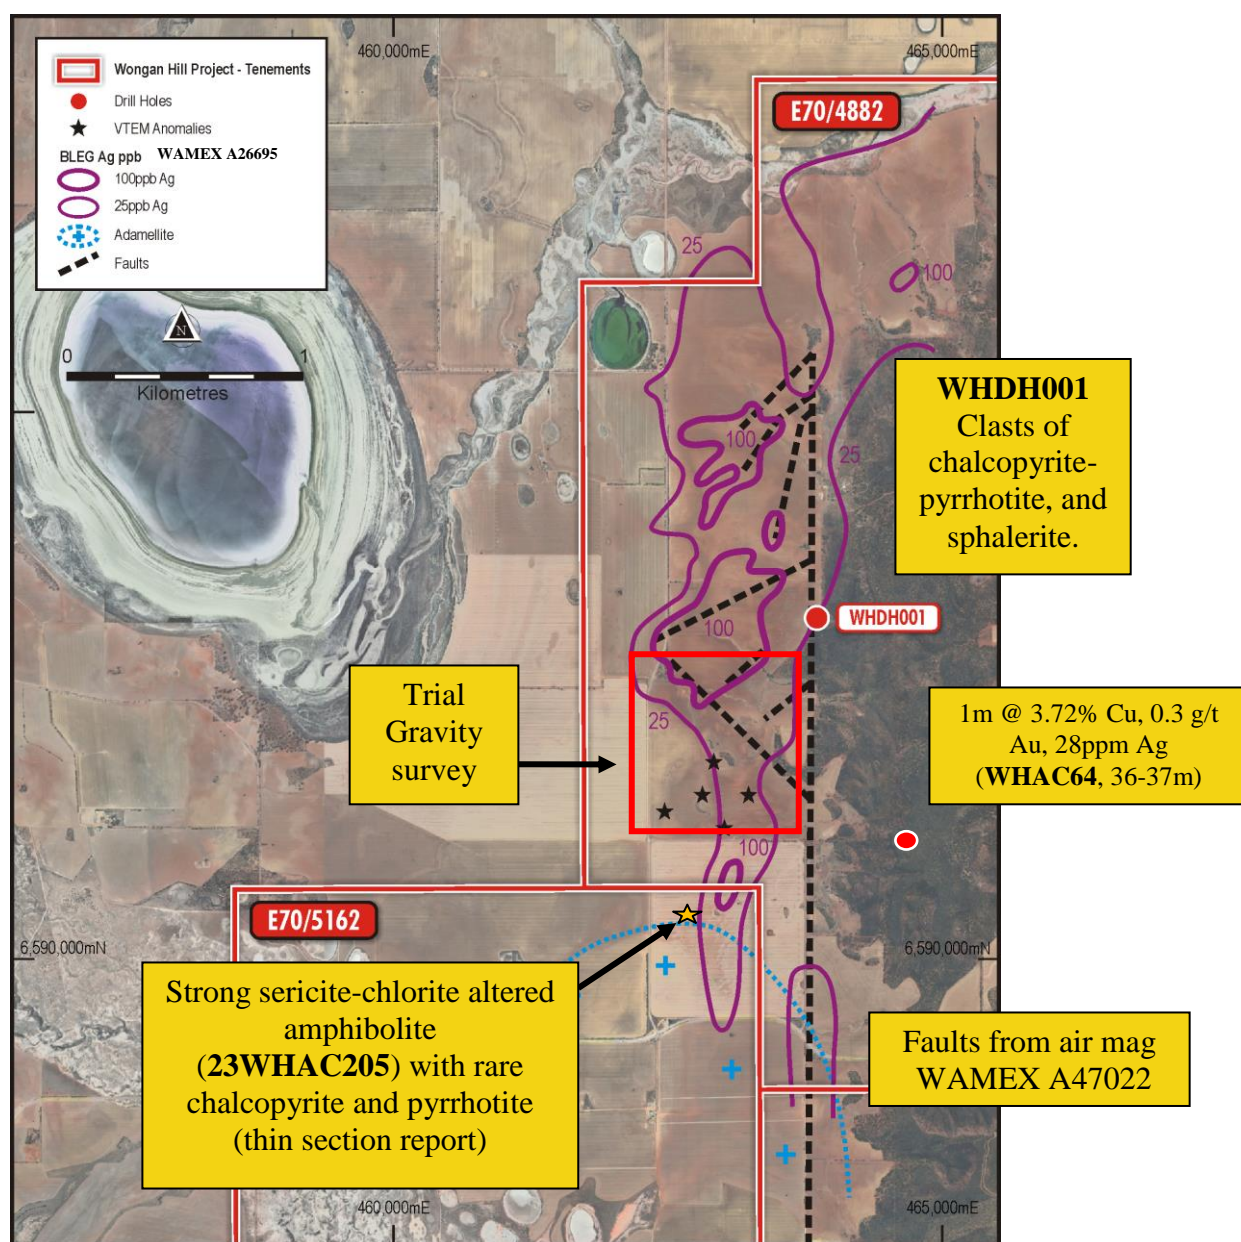 460,000mE
465,000mE
Wongan Hill Project - Tenements
Drill Holes
VTEM Anomalies
BLEG Ag ppb WAMEX A26695
100ppb Ag
25ppb Ag
Adamellite
Faults
E70/4882
N
0 1
Kilometres
25
100
WHDH001
Clasts of
chalcopyrite-
pyrrhotite, and
sphalerite.
100
25
WHDH001
100
Trial
Gravity
survey
25
1m @ 3.72% Cu, 0.3 g/t
Au, 28ppm Ag
(WHAC64, 36-37m)
100
E70/5162
6,590,000mN
6,590,000mN
Strong sericite-chlorite altered
amphibolite
(23WHAC205) with rare
chalcopyrite and pyrrhotite
(thin section report)
Faults from air mag
WAMEX A47022
460,000mE
465,000mE